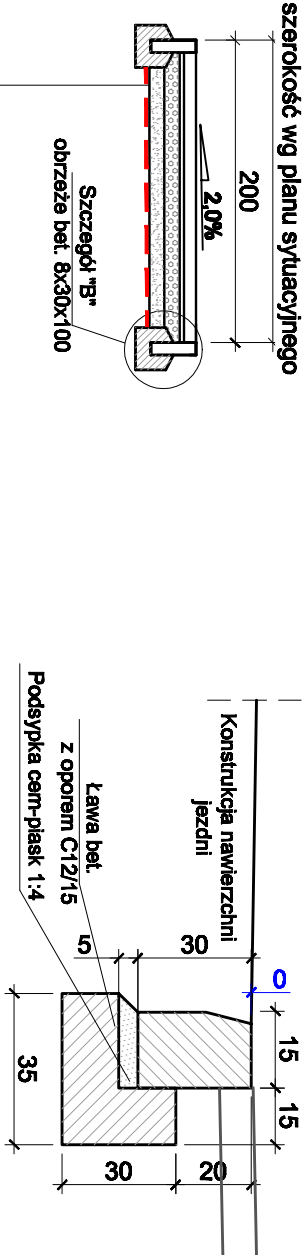 szerokość wg planu sytuacyjnego
200
2,0%
Szczegół "B"
obrzeże bet. 8x30x100
Konstrukcja nawierzchni
jezdni
Ława bet.
z oporem C12/15
Podsypka cem-piask 1:4
0
15
15
30
5
20
30
35